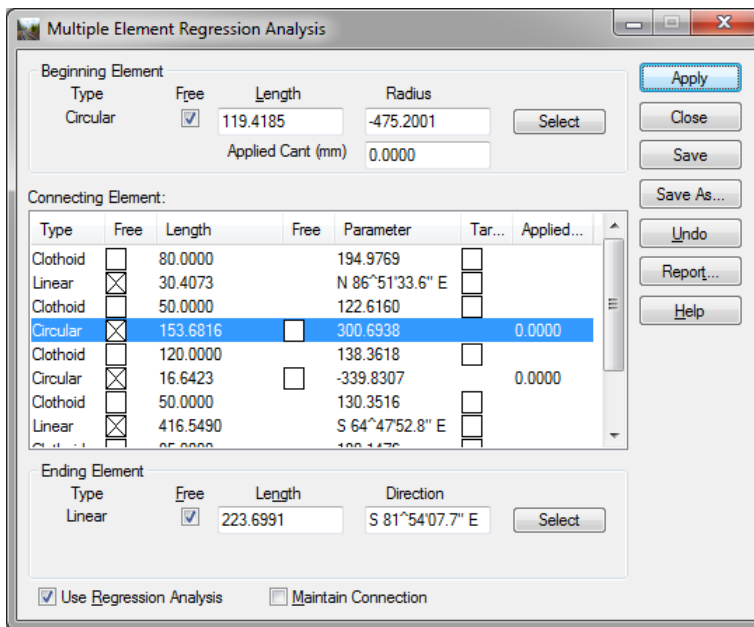 Multiple Element Regression Analysis
Beginning Element
Type Free Length Radius
Circular 119.4185 -475.2001 Select
Applied Cant (mm) 0.0000
Connecting Element:
Type Free Length Free Parameter Tar... Applied...
Clothoid 80.0000 194.9769
Linear 30.4073 N 86^51'33.6" E
Clothoid 50.0000 122.6160
Circular 153.6816 300.6938 0.0000
Clothoid 120.0000 138.3618
Circular 16.6423 -339.8307 0.0000
Clothoid 50.0000 130.3516
Linear 416.5490 S 64^47'52.8" E
Ending Element
Type Free Length Direction
Linear 223.6991 S 81^54'07.7" E Select
Use Regression Analysis Maintain Connection
Apply
Close
Save
Save As...
Undo
Report...
Help